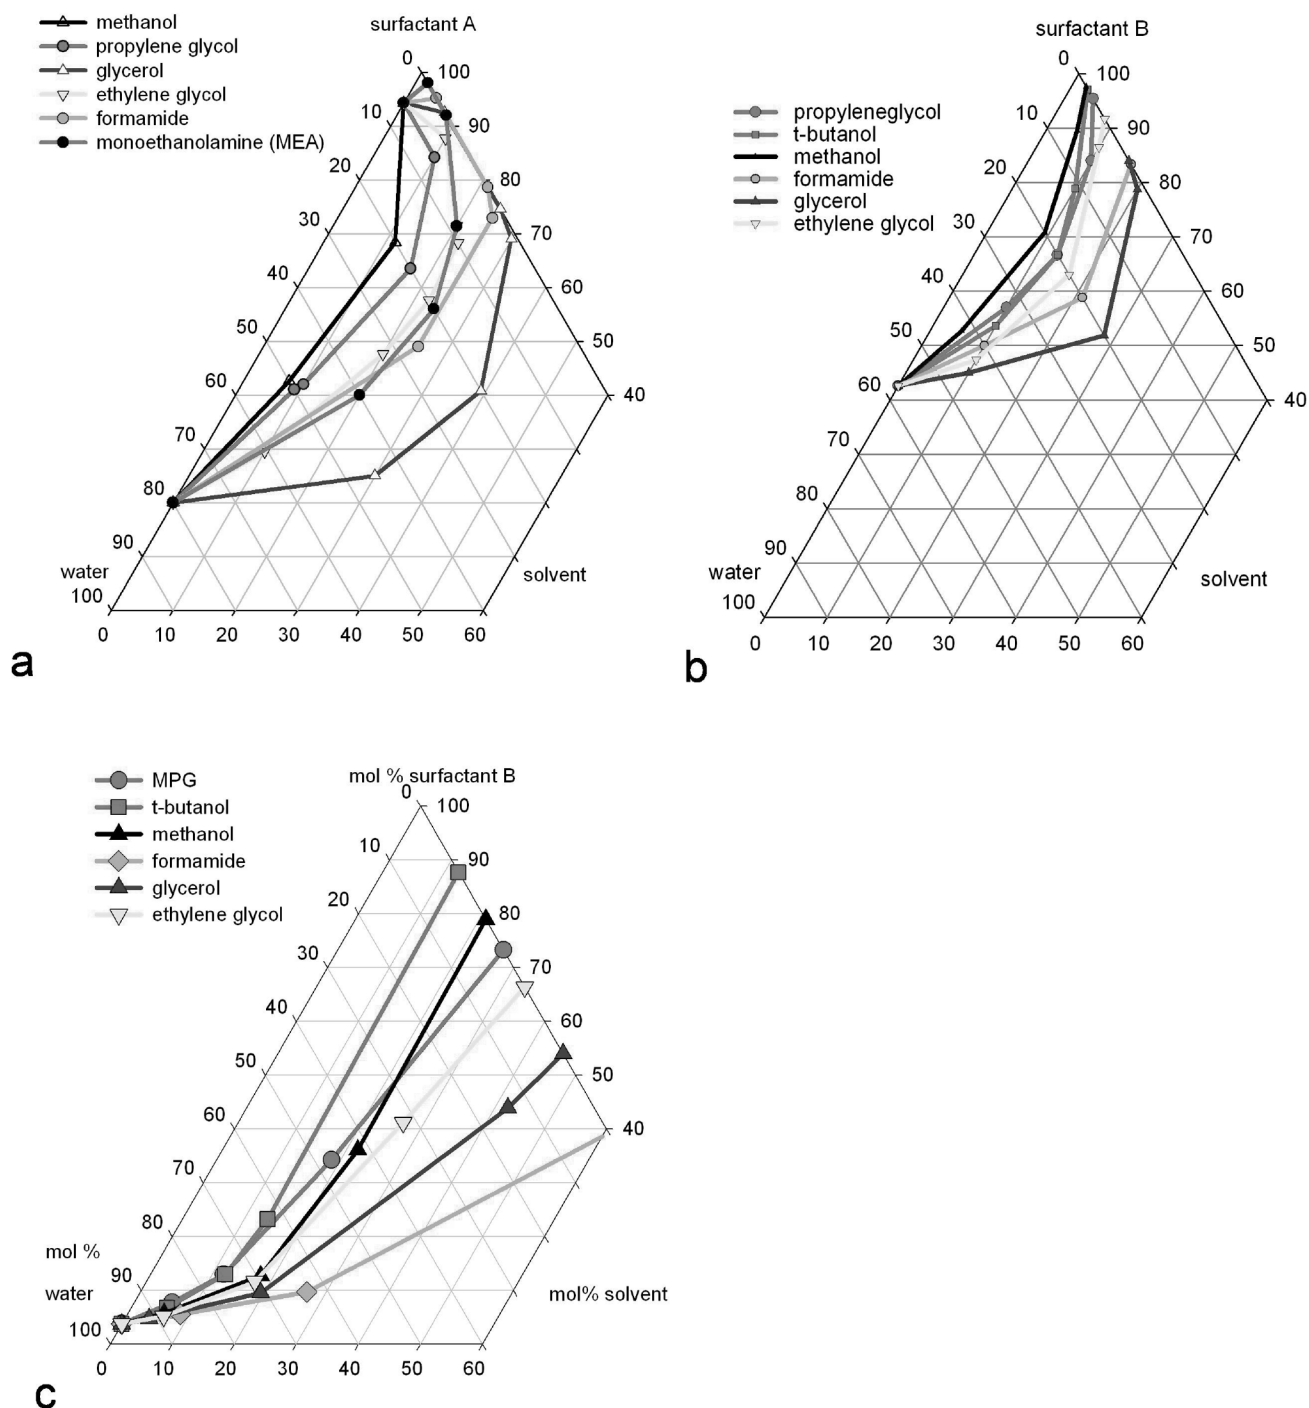 surfactant A
methanol
propylene glycol
glycerol
ethylene glycol
formamide
monoethanolamine (MEA)
0
100
10
90
20
80
30
70
40
60
50
50
60
40
70
80
90
water
solvent
100
0 10 20 30 40 50 60
a
surfactant B
propyleneglycol
t-butanol
methanol
formamide
glycerol
ethylene glycol
0
100
10
90
20
80
30
70
40
60
50
50
60
40
70
80
90
water
solvent
100
0 10 20 30 40 50 60
b
mol % surfactant B
MPG
t-butanol
methanol
formamide
glycerol
ethylene glycol
0
100
10
90
20
80
30
70
40
60
50
50
60
40
70
80
mol %
90
water
mol% solvent
100
0 10 20 30 40 50 60
c